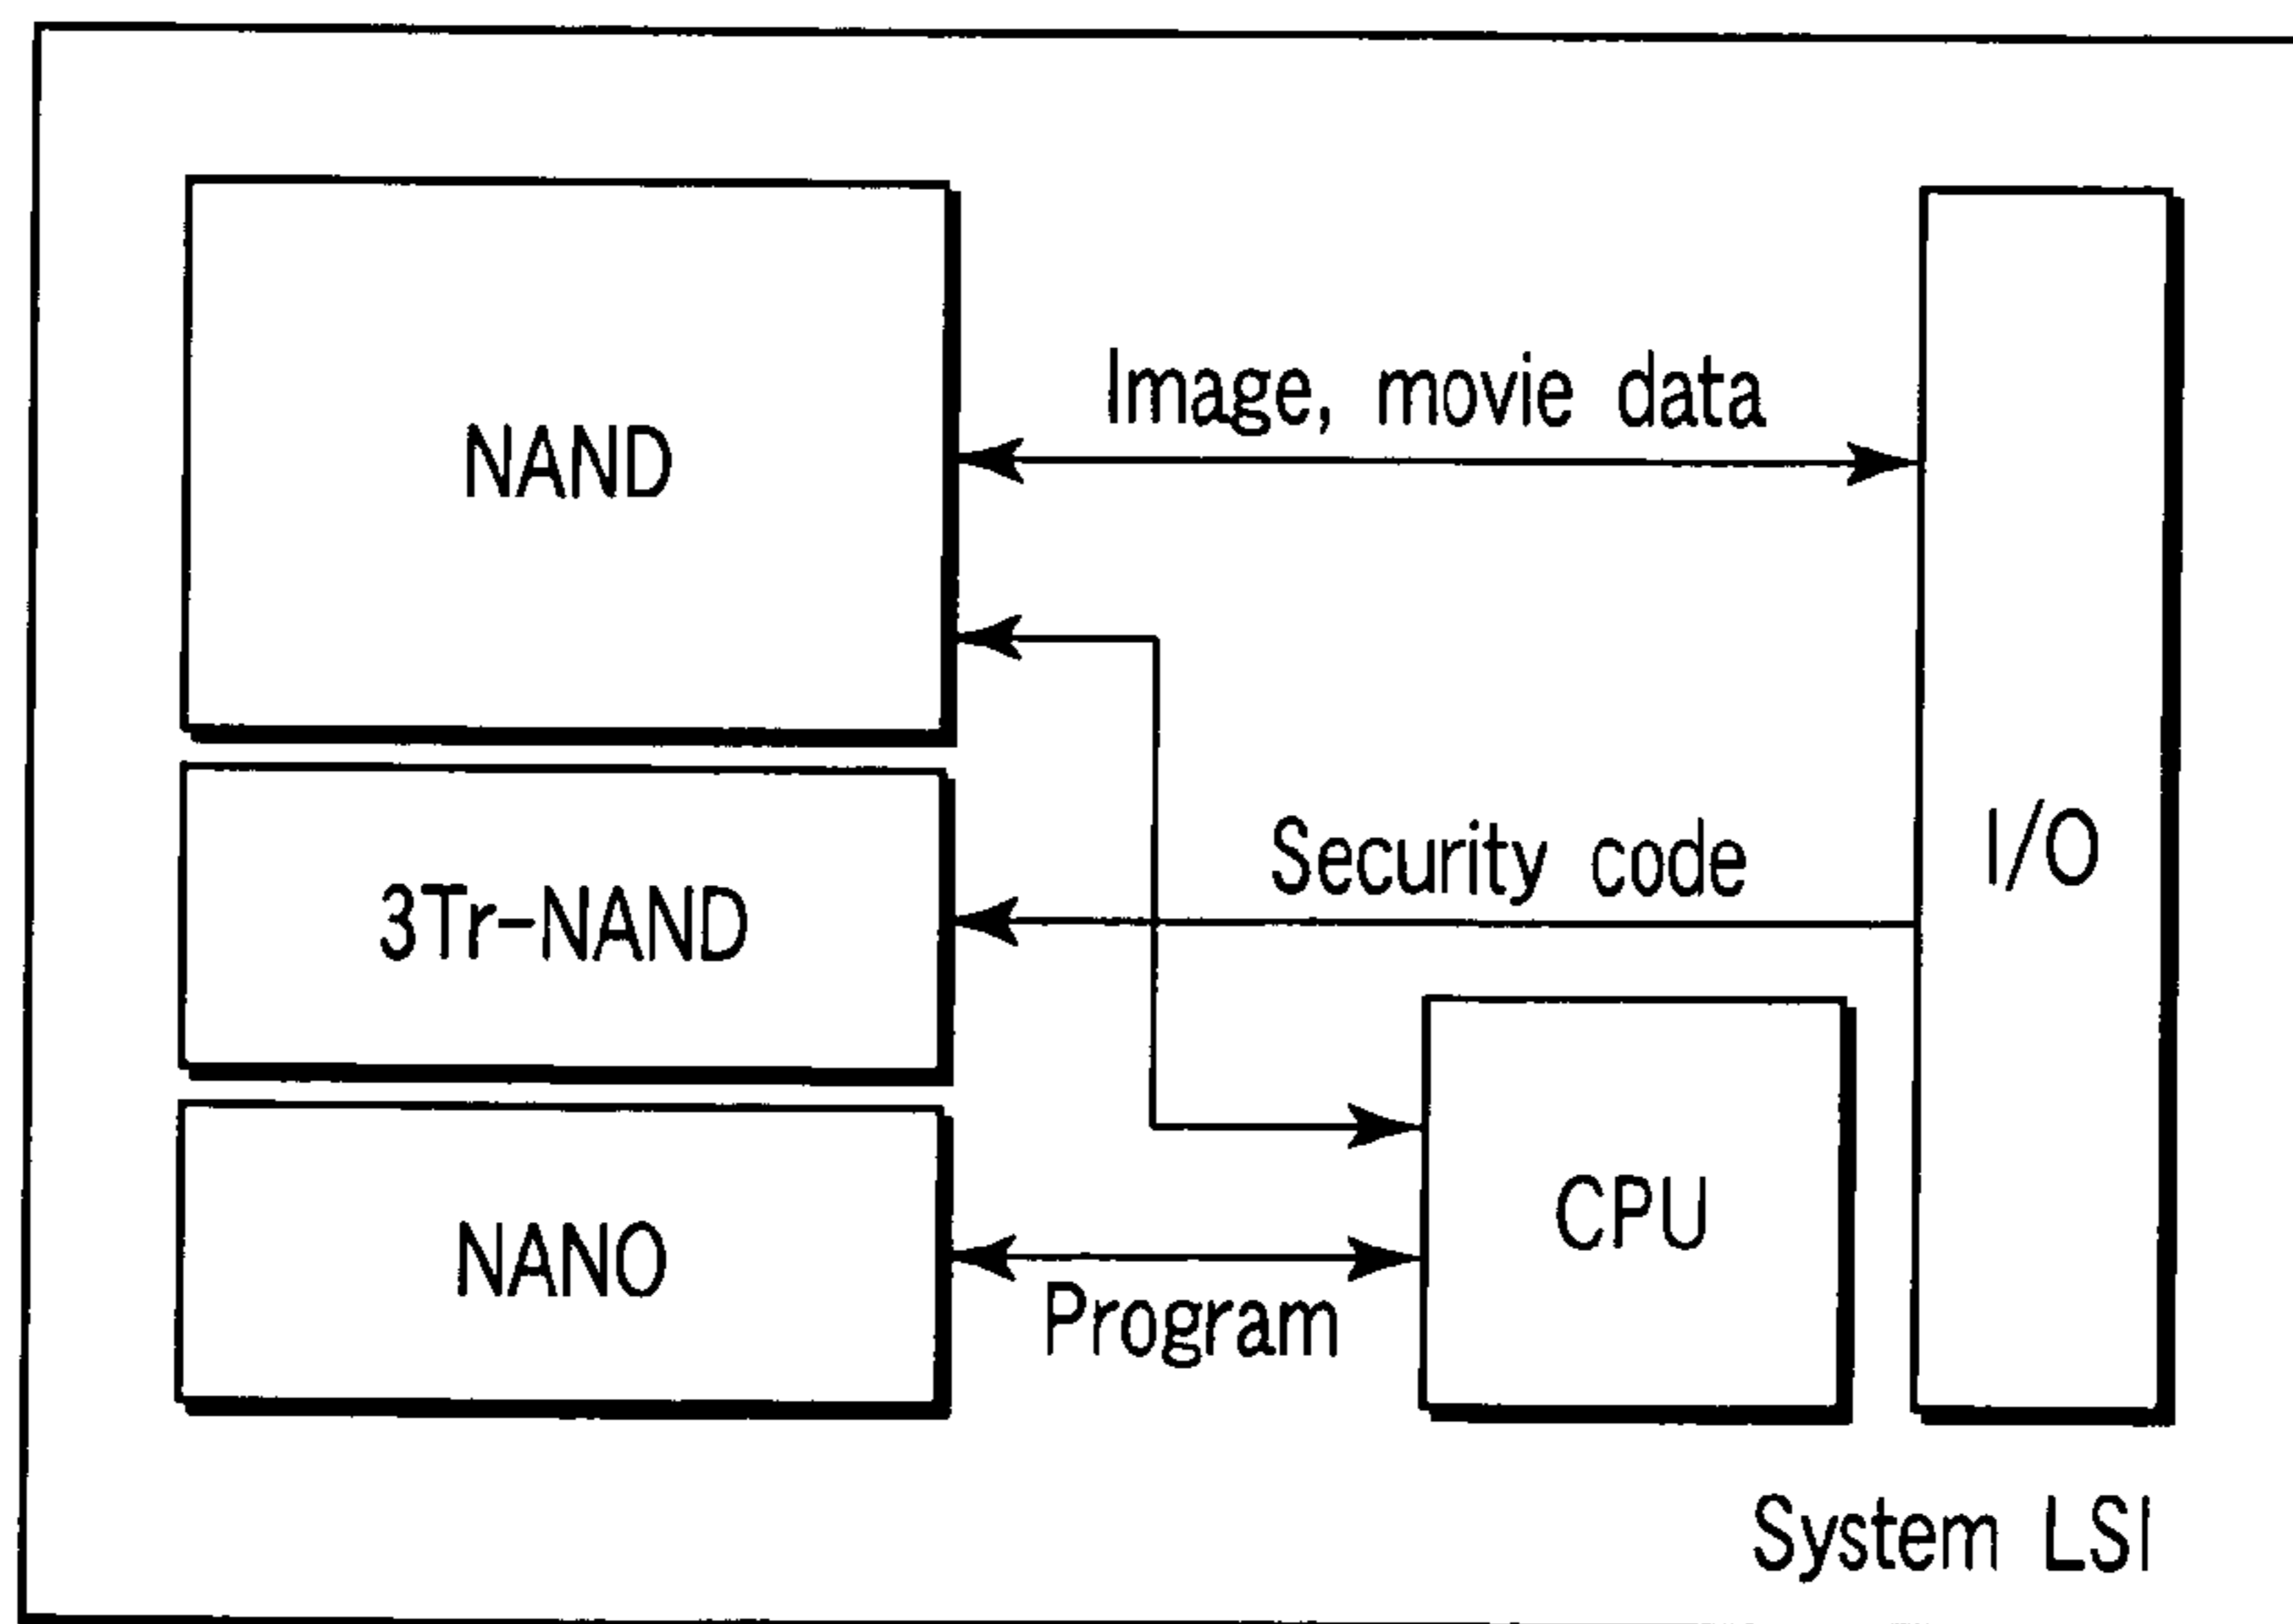 NAND
Image, movie data
3Tr-NAND
Security code
I/O
NANO
Program
CPU
System LSI